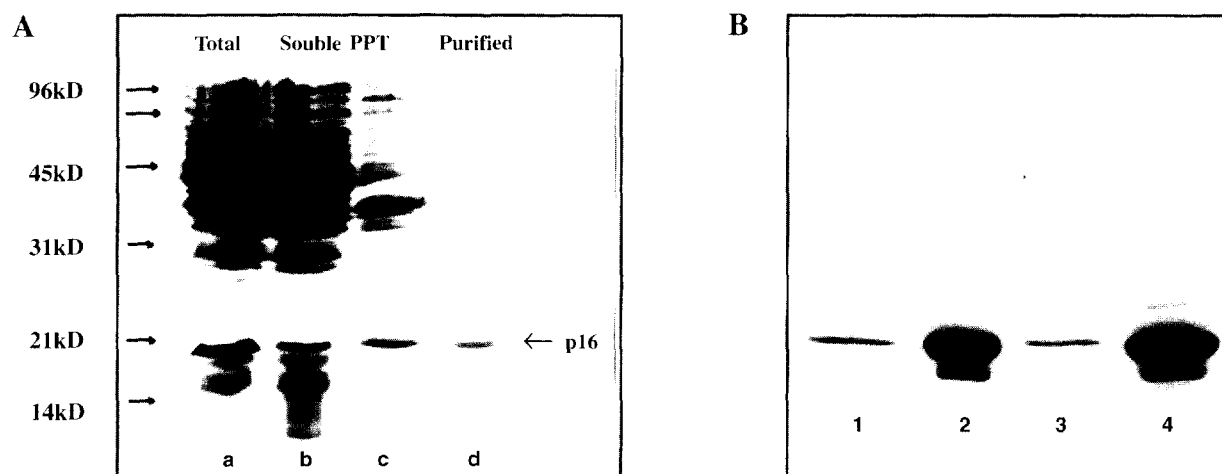 A
Total Souble PPT Purified
96kD
45kD
31kD
21kD
← p16
14kD
a b c d
B
1 2 3 4